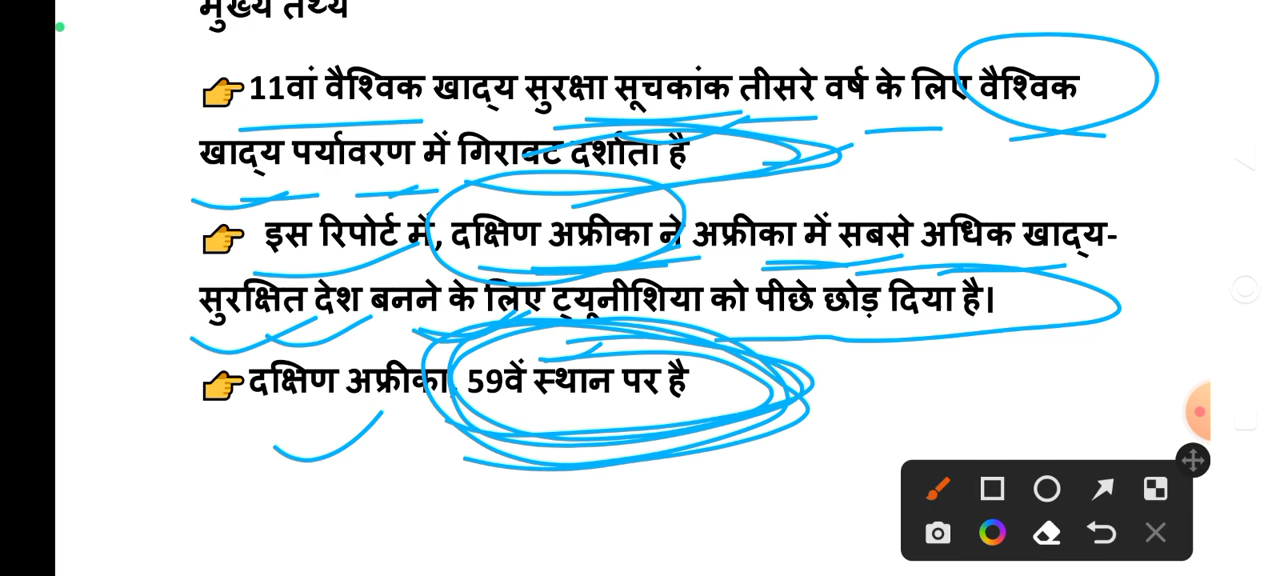 मुख्य तथ्य
👉11वां वैश्विक खाद्य सुरक्षा सूचकांक तीसरे वर्ष के लिए वैश्विक
खाद्य पर्यावरण में गिरावट दर्शाता है
👉 इस रिपोर्ट में, दक्षिण अफ्रीका ने अफ्रीका में सबसे अधिक खाद्य-
सुरक्षित देश बनने के लिए ट्यूनीशिया को पीछे छोड़ दिया है।
👉दक्षिण अफ्रीका, 59वें स्थान पर है